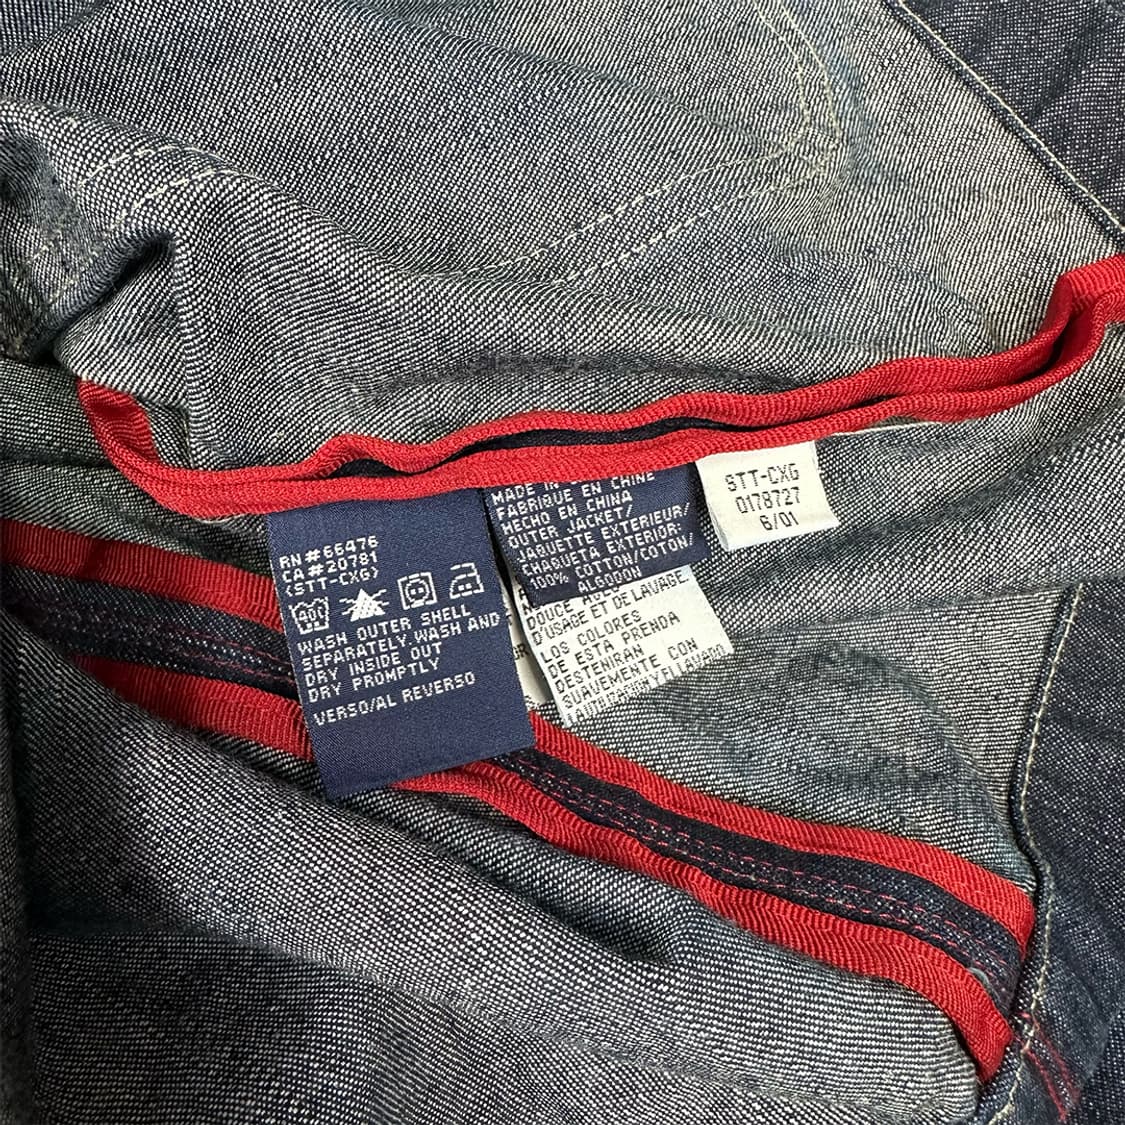 RN#66476
CA#20781
(STT-CXG)
40
WASH OUTER SHELL
SEPARATELY.WASH AND
DRY INSIDE OUT
DRY PROMPTLY
VERSO/AL REVERSO
MADE IN
FABRIQUE EN CHINE
HECHO EN CHINA
OUTER JACKET/
JAQUETTE EXTERIEUR/
CHAQUETA EXTERIOR:
100% COTTON/COTON/
ALGODON
DOUCE
D'USAGE ET DE LAVAGE.
LOS COLORES
DE ESTA PRENDA
DESTENIRAN
SUAVEMENTE CON
STT-CXG
0178727
6/01